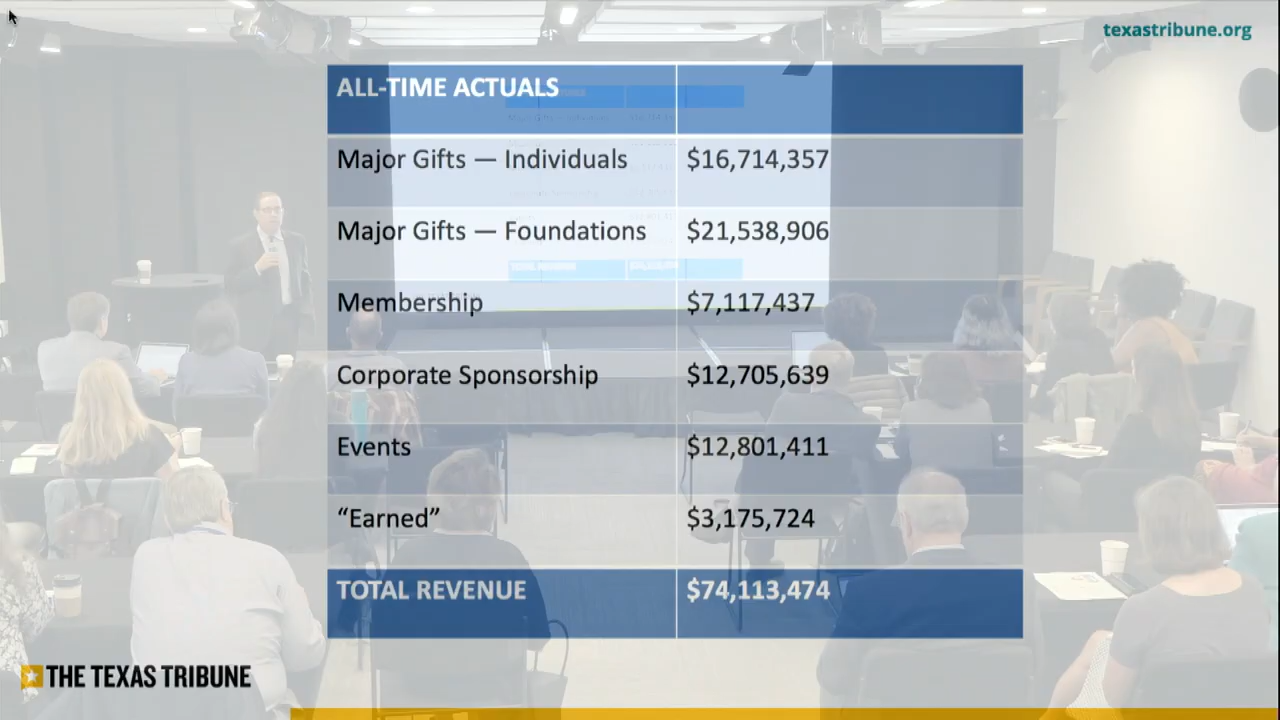 texastribune.org
ALL-TIME ACTUALS
Major Gifts — Individuals $16,714,357
Major Gifts — Foundations $21,538,906
Membership $7,117,437
Corporate Sponsorship $12,705,639
Events $12,801,411
“Earned” $3,175,724
TOTAL REVENUE $74,113,474
THE TEXAS TRIBUNE